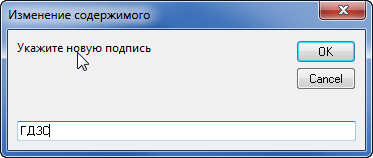 Изменение содержимого
Укажите новую подпись
OK
Cancel
ГДЗС